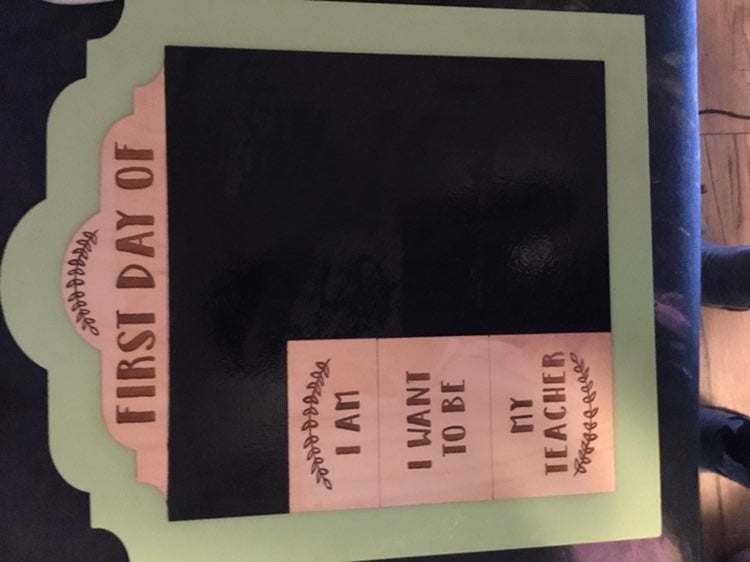 FIRST DAY OF
I AM
I WANT
TO BE
MY
TEACHER